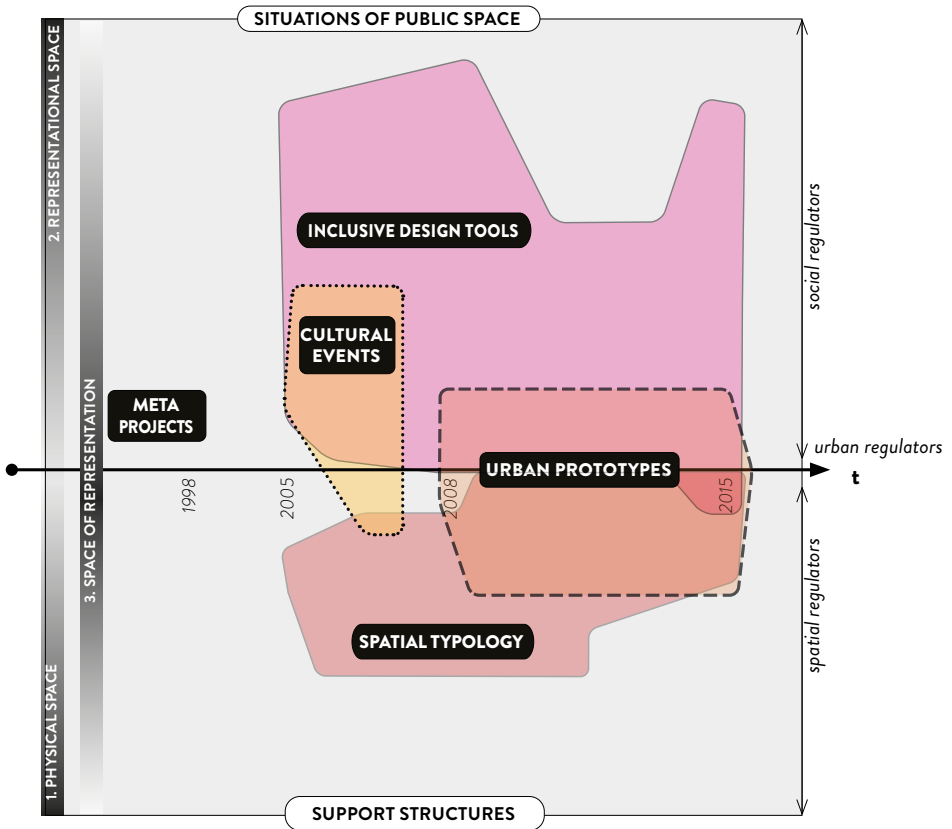 SITUATIONS OF PUBLIC SPACE
2. REPRESENTATIONAL SPACE
INCLUSIVE DESIGN TOOLS
social regulators
CULTURAL
EVENTS
META
PROJECTS
3. SPACE OF REPRESENTATION
urban regulators
URBAN PROTOTYPES
t
1998
2005
2008
2015
spatial regulators
SPATIAL TYPOLOGY
1. PHYSICAL SPACE
SUPPORT STRUCTURES